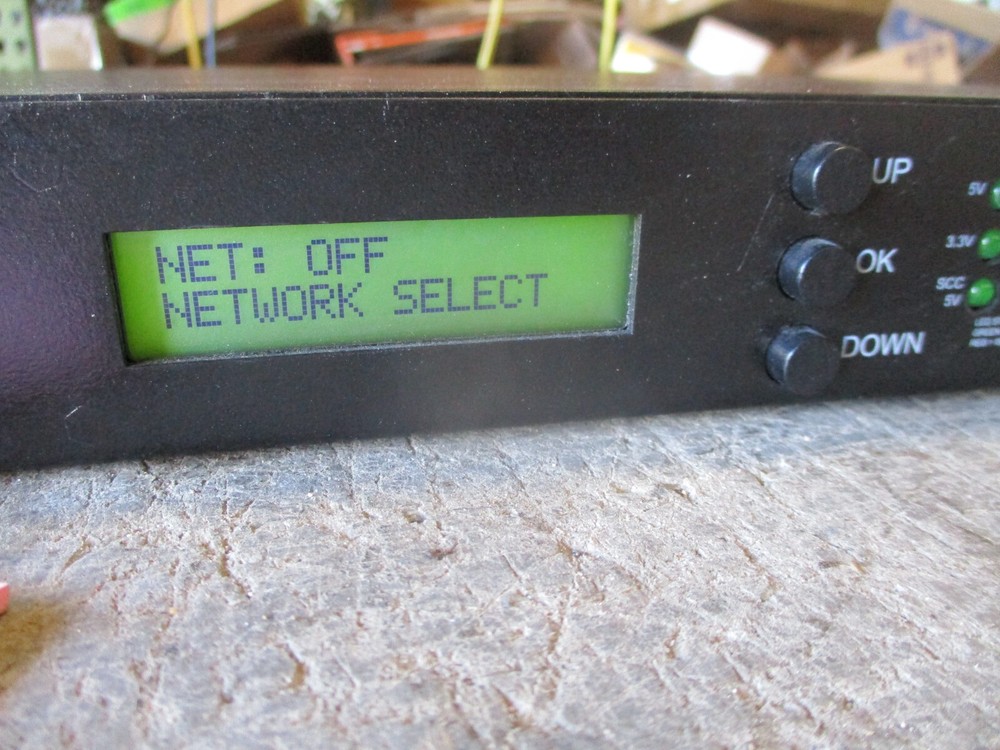 NET: OFF
NETWORK SELECT
UP
OK
DOWN
5V
3.3V
SCC
5V